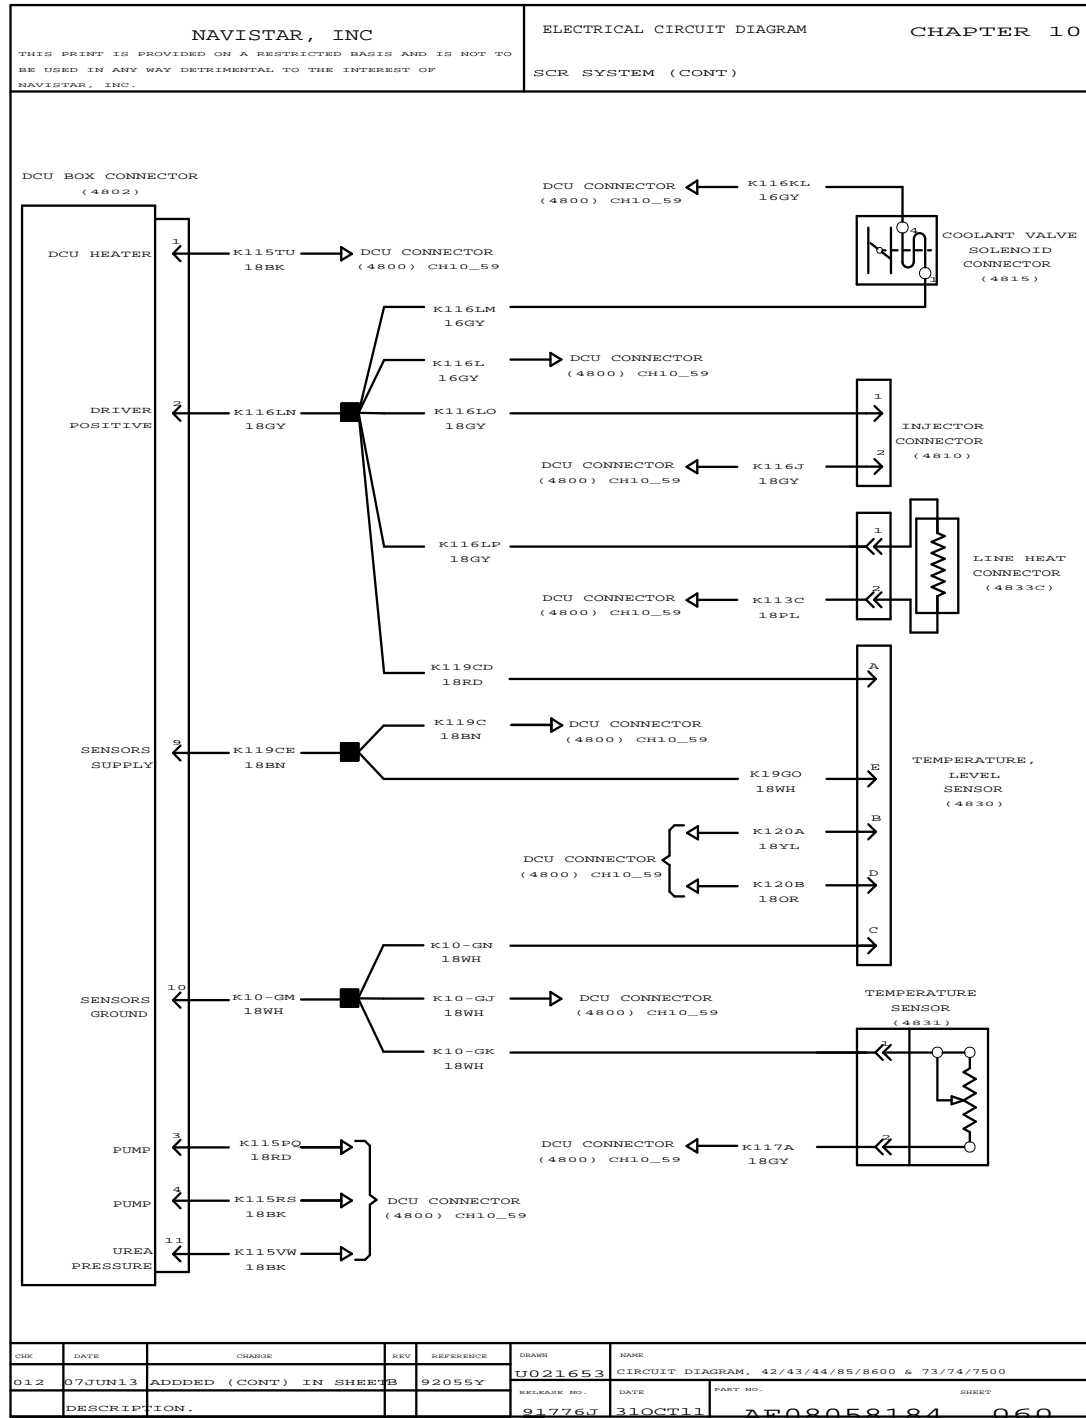 NAVISTAR, INC
THIS PRINT IS PROVIDED ON A RESTRICTED BASIS AND IS NOT TO
BE USED IN ANY WAY DETRIMENTAL TO THE INTEREST OF
NAVISTAR, INC.
ELECTRICAL CIRCUIT DIAGRAM
CHAPTER 10
SCR SYSTEM (CONT)
DCU BOX CONNECTOR
(4802)
DCU CONNECTOR
(4800) CH10_59
K116KL
16GY
4
1
COOLANT VALVE
SOLENOID
CONNECTOR
(4815)
DCU HEATER
1
K115TU
18BK
DCU CONNECTOR
(4800) CH10_59
K116LM
16GY
K116L
16GY
DCU CONNECTOR
(4800) CH10_59
DRIVER
POSITIVE
2
K116LN
18GY
K116LO
18GY
1
INJECTOR
CONNECTOR
(4810)
DCU CONNECTOR
(4800) CH10_59
K116J
18GY
2
K116LP
18GY
1
LINE HEAT
CONNECTOR
(4833C)
DCU CONNECTOR
(4800) CH10_59
K113C
18PL
2
K119CD
18RD
A
K119C
18BN
DCU CONNECTOR
(4800) CH10_59
SENSORS
SUPPLY
9
K119CE
18BN
K19GO
18WH
E
TEMPERATURE,
LEVEL
SENSOR
(4830)
K120A
18YL
B
DCU CONNECTOR
(4800) CH10_59
K120B
18OR
D
K10-GN
18WH
C
SENSORS
GROUND
10
K10-GM
18WH
K10-GJ
18WH
DCU CONNECTOR
(4800) CH10_59
TEMPERATURE
SENSOR
(4831)
K10-GK
18WH
1
DCU CONNECTOR
(4800) CH10_59
K117A
18GY
2
PUMP
3
K115PQ
18RD
PUMP
4
K115RS
18BK
DCU CONNECTOR
(4800) CH10_59
UREA
PRESSURE
11
K115VW
18BK
CHK DATE CHANGE REV REFERENCE
012 07JUN13 ADDDED (CONT) IN SHEET B 92055Y
DESCRIPTION.
DRAWN
U021653
NAME
CIRCUIT DIAGRAM, 42/43/44/85/8600 & 73/74/7500
RELEASE NO.
91776J
DATE
31OCT11
PART NO.
AF08058184
SHEET
060